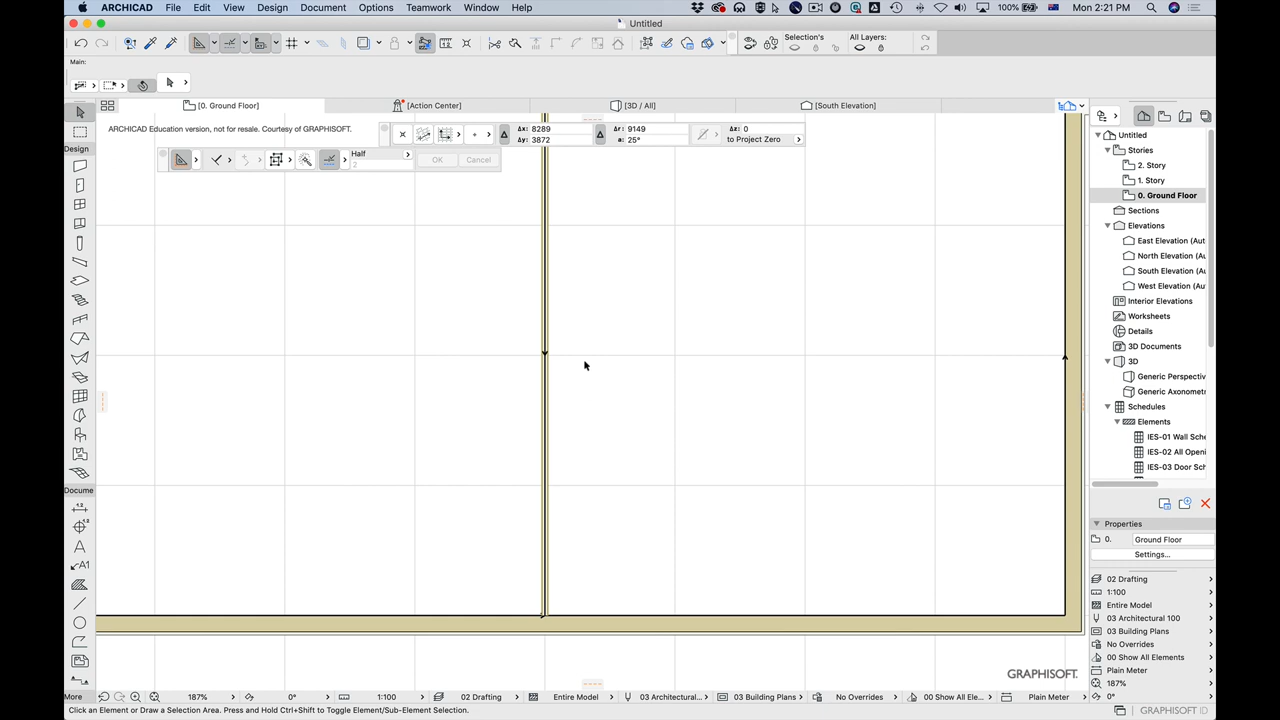 ARCHICAD File Edit View Design Document Options Teamwork Window Help 100% Mon 2:21 PM
Untitled
Selection's All Layers:
Main:
[0. Ground Floor] [Action Center] [3D / All] [South Elevation]
ARCHICAD Education version, not for resale. Courtesy of GRAPHISOFT.
Δx: 8289 Δr: 9149 Δz: 0
Δy: 3872 a: 25° to Project Zero
Half
2
OK Cancel
Design
Docume
More
Untitled
Stories
2. Story
1. Story
0. Ground Floor
Sections
Elevations
East Elevation (Aut
North Elevation (Au
South Elevation (Au
West Elevation (Au
Interior Elevations
Worksheets
Details
3D Documents
3D
Generic Perspectiv
Generic Axonomet
Schedules
Elements
IES-01 Wall Sche
IES-02 All Openi
IES-03 Door Sch
Properties
0. Ground Floor
Settings...
02 Drafting
1:100
Entire Model
03 Architectural 100
03 Building Plans
No Overrides
00 Show All Elements
Plain Meter
187%
0°
GRAPHISOFT.
187% 0° 1:100 02 Drafting Entire Model 03 Architectural... 03 Building Plans No Overrides 00 Show All Ele... Plain Meter
Click an Element or Draw a Selection Area. Press and Hold Ctrl+Shift to Toggle Element/Sub-Element Selection.
GRAPHISOFT ID